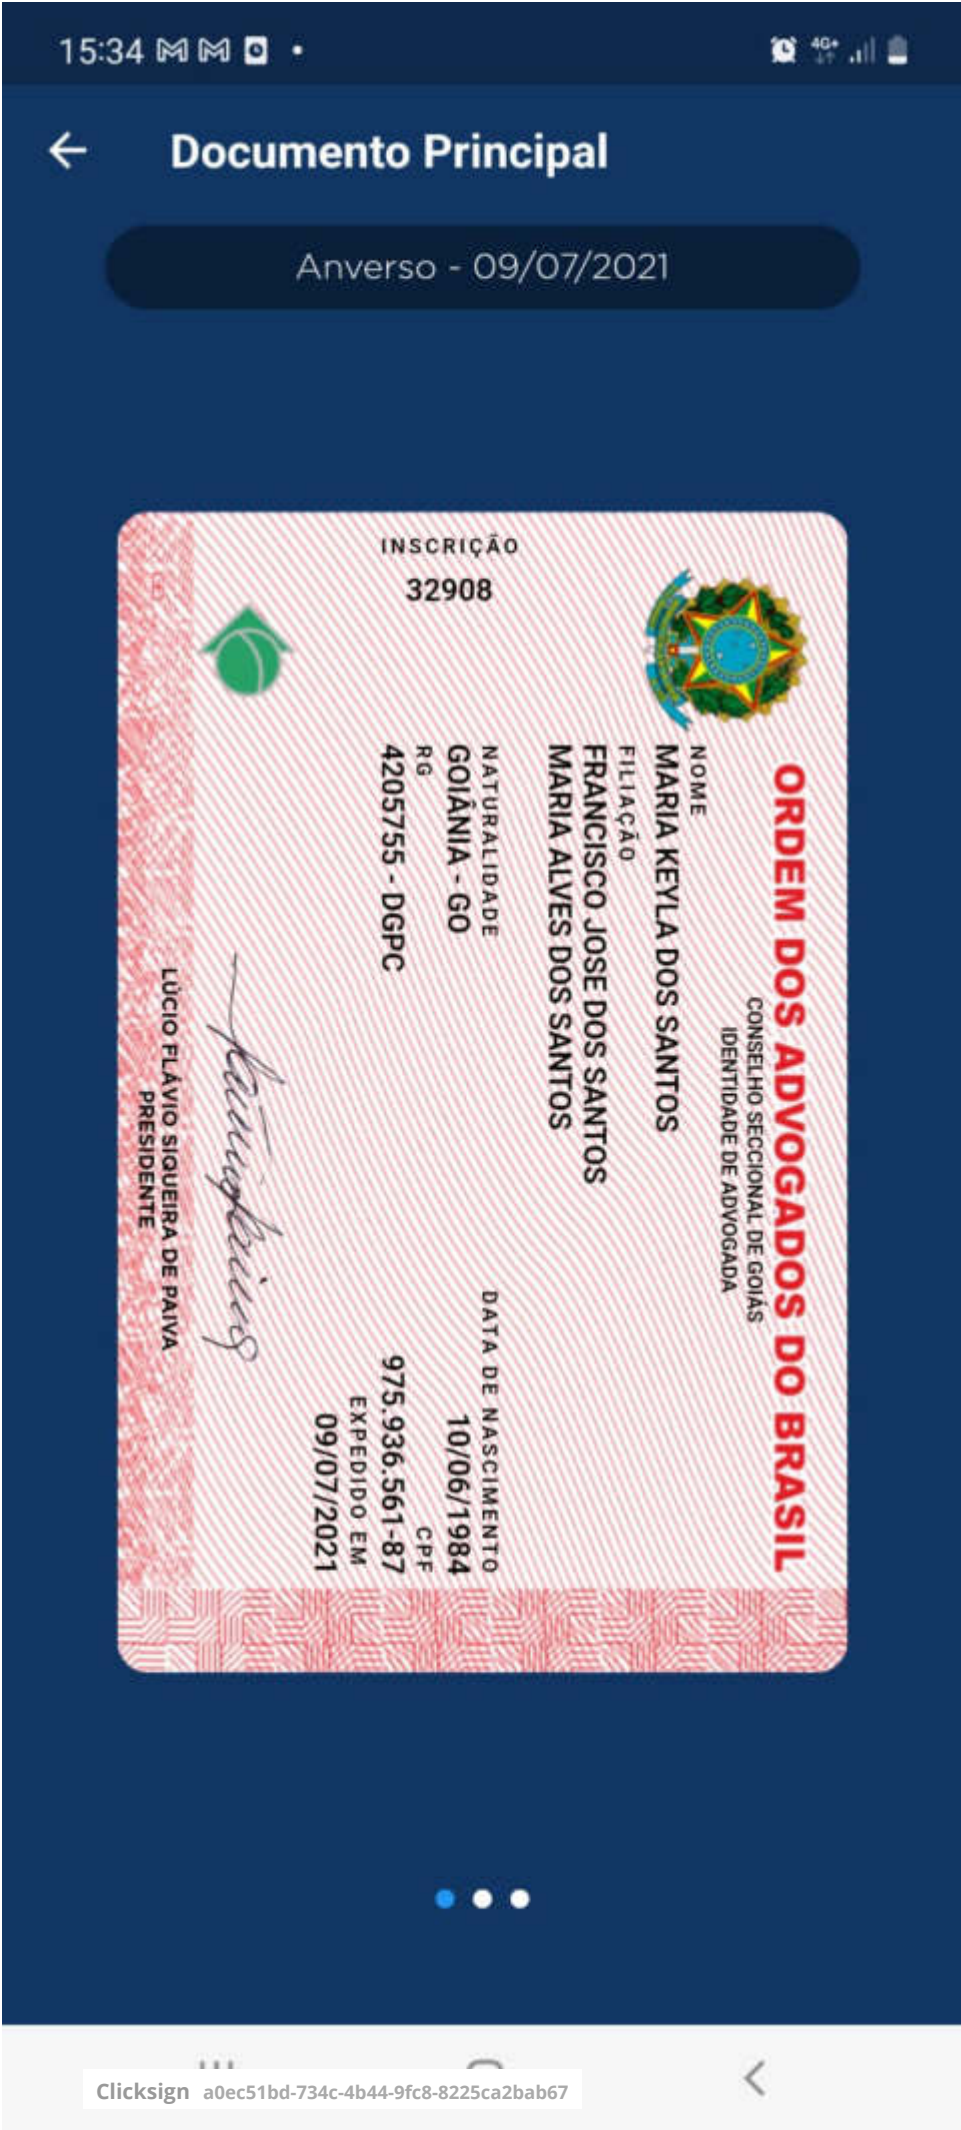 15:34
4G+
Documento Principal
Anverso - 09/07/2021
ORDEM DOS ADVOGADOS DO BRASIL
CONSELHO SECCIONAL DE GOIÁS
IDENTIDADE DE ADVOGADA
NOME
MARIA KEYLA DOS SANTOS
FILIAÇÃO
FRANCISCO JOSE DOS SANTOS
MARIA ALVES DOS SANTOS
NATURALIDADE
GOIÂNIA - GO
DATA DE NASCIMENTO
10/06/1984
RG
4205755 - DGPC
CPF
975.936.561-87
EXPEDIDO EM
09/07/2021
INSCRIÇÃO
32908
LÚCIO FLÁVIO SIQUEIRA DE PAIVA
PRESIDENTE
Clicksign a0ec51bd-734c-4b44-9fc8-8225ca2bab67